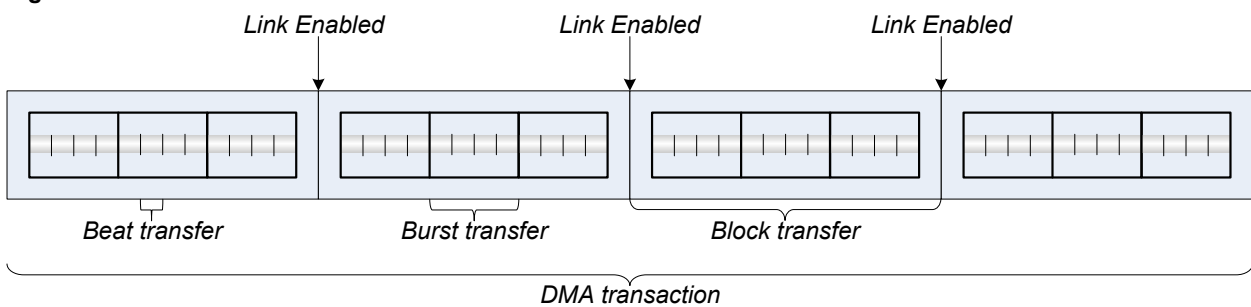 Link Enabled Link Enabled Link Enabled
Beat transfer Burst transfer Block transfer
DMA transaction